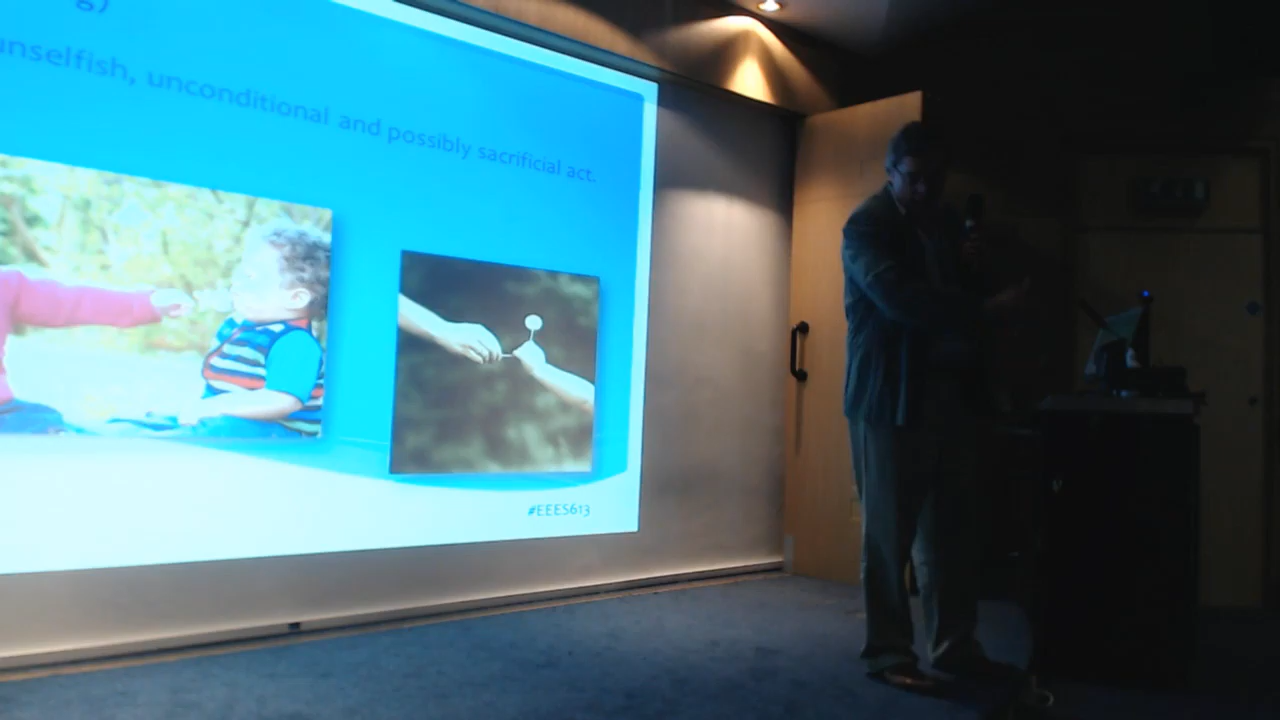 g)
unselfish, unconditional and possibly sacrificial act.
#EEES613